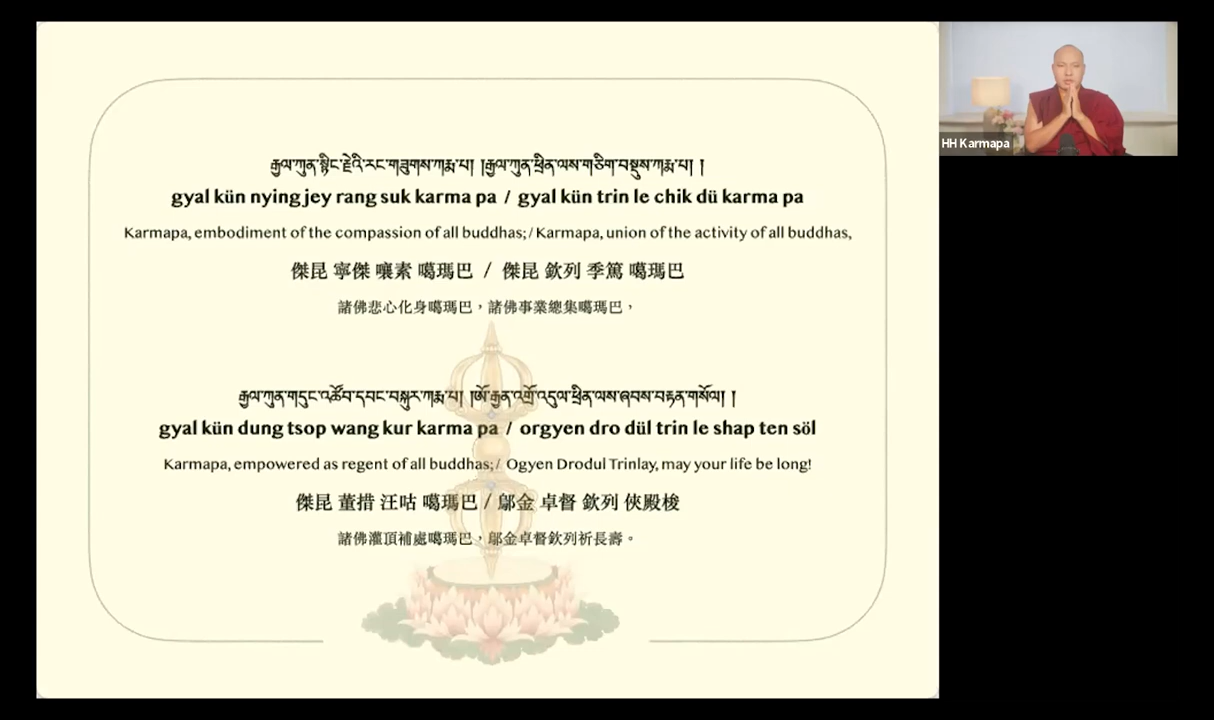 རྒྱལ་ཀུན་སྙིང་རྗེའི་རང་གཟུགས་ཀརྨ་པ། །རྒྱལ་ཀུན་ཕྲིན་ལས་གཅིག་བསྡུས་ཀརྨ་པ། །
gyal kün nying jey rang suk karma pa / gyal kün trin le chik dü karma pa
Karmapa, embodiment of the compassion of all buddhas; / Karmapa, union of the activity of all buddhas,
傑昆 寧傑 嚷素 噶瑪巴 / 傑昆 欽列 季篤 噶瑪巴
諸佛悲心化身噶瑪巴，諸佛事業總集噶瑪巴，
རྒྱལ་ཀུན་གདུང་འཚོབ་དབང་བསྐུར་ཀརྨ་པ། །ཨོ་རྒྱན་འགྲོ་འདུལ་ཕྲིན་ལས་ཞབས་བརྟན་གསོལ། །
gyal kün dung tsop wang kur karma pa / orgyen dro dül trin le shap ten söl
Karmapa, empowered as regent of all buddhas; / Ogyen Drodul Trinlay, may your life be long!
傑昆 董措 汪咕 噶瑪巴 / 鄔金 卓督 欽列 俠殿梭
諸佛灌頂補處噶瑪巴，鄔金卓督欽列祈長壽。
HH Karmapa